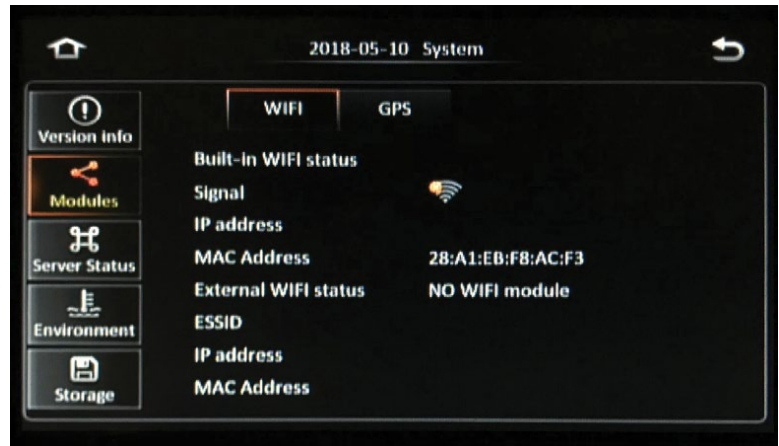 2018-05-10 System
WIFI GPS
Version info
Modules
Server Status
Environment
Storage
Built-in WIFI status
Signal
IP address
MAC Address 28:A1:EB:F8:AC:F3
External WIFI status NO WIFI module
ESSID
IP address
MAC Address